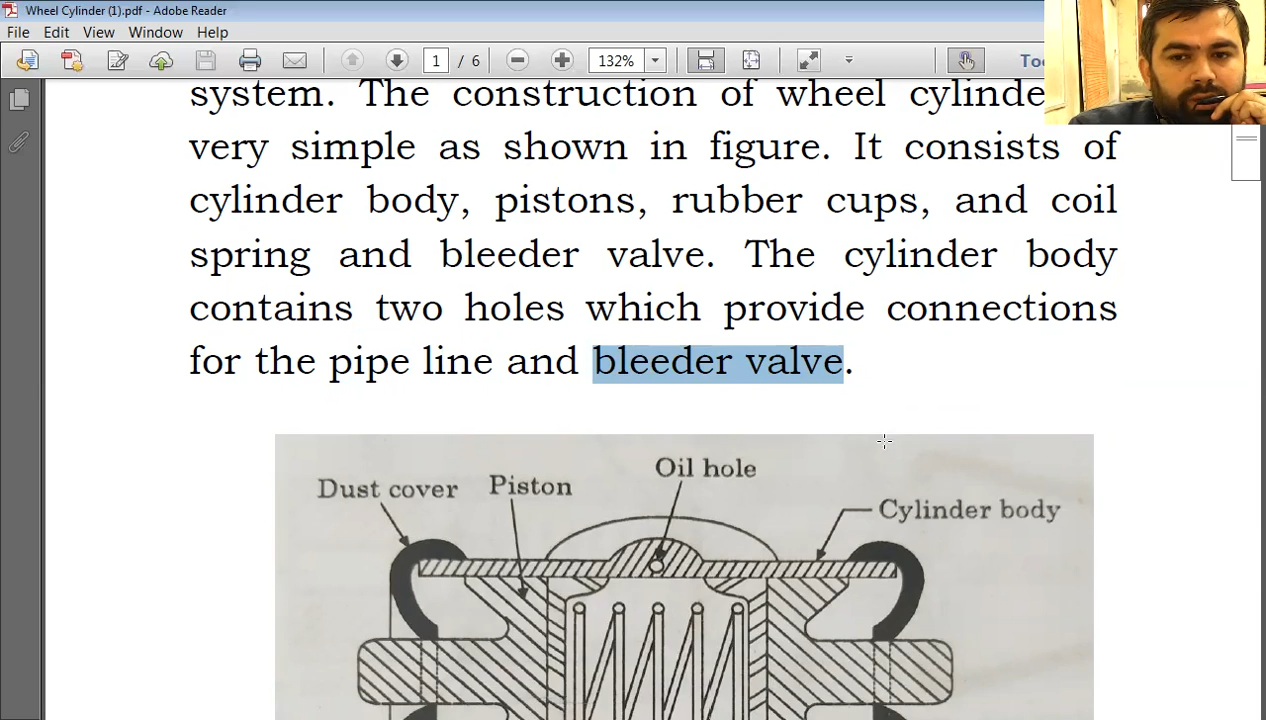 Wheel Cylinder (1).pdf - Adobe Reader
File Edit View Window Help
1 / 6 132%
system. The construction of wheel
very simple as shown in figure. It consists of
cylinder body, pistons, rubber cups, and coil
spring and bleeder valve. The cylinder body
contains two holes which provide connections
for the pipe line and bleeder valve.
Oil hole
Dust cover Piston
Cylinder body